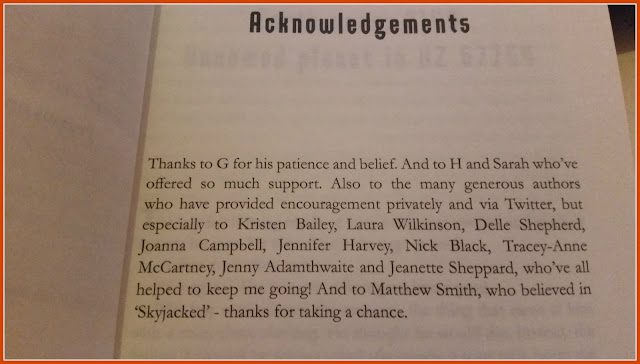 Acknowledgements
Thanks to G for his patience and belief. And to H and Sarah who've
offered so much support. Also to the many generous authors
who have provided encouragement privately and via Twitter, but
especially to Kristen Bailey, Laura Wilkinson, Delle Shepherd,
Joanna Campbell, Jennifer Harvey, Nick Black, Tracey-Anne
McCartney, Jenny Adamthwaite and Jeanette Sheppard, who've all
helped to keep me going! And to Matthew Smith, who believed in
'Skyjacked' - thanks for taking a chance.